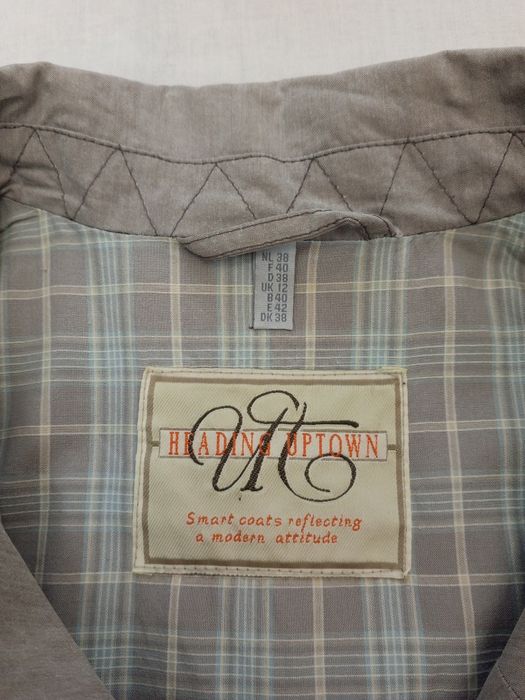 NL 38
F 40
D 38
UK 12
B 40
E 42
DK 38
Ut
HEADING UPTOWN
Smart coats reflecting
a modern attitude